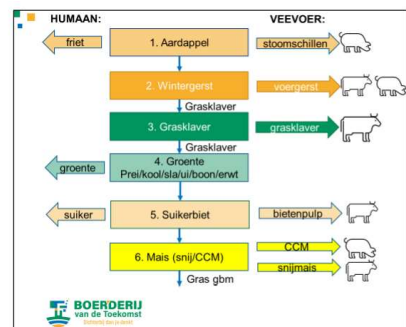 HUMAAN:
VEEVOER:
friet
1. Aardappel
stoomschillen
2. Wintergerst
voergerst
Grasklaver
3. Grasklaver
grasklaver
Grasklaver
groente
4. Groente
Prei/kool/sla/ui/boon/erwt
suiker
5. Suikerbiet
bietenpulp
6. Mais (snij/CCM)
CCM
snijmais
Gras gbm
BOERDERIJ
van de Toekomst